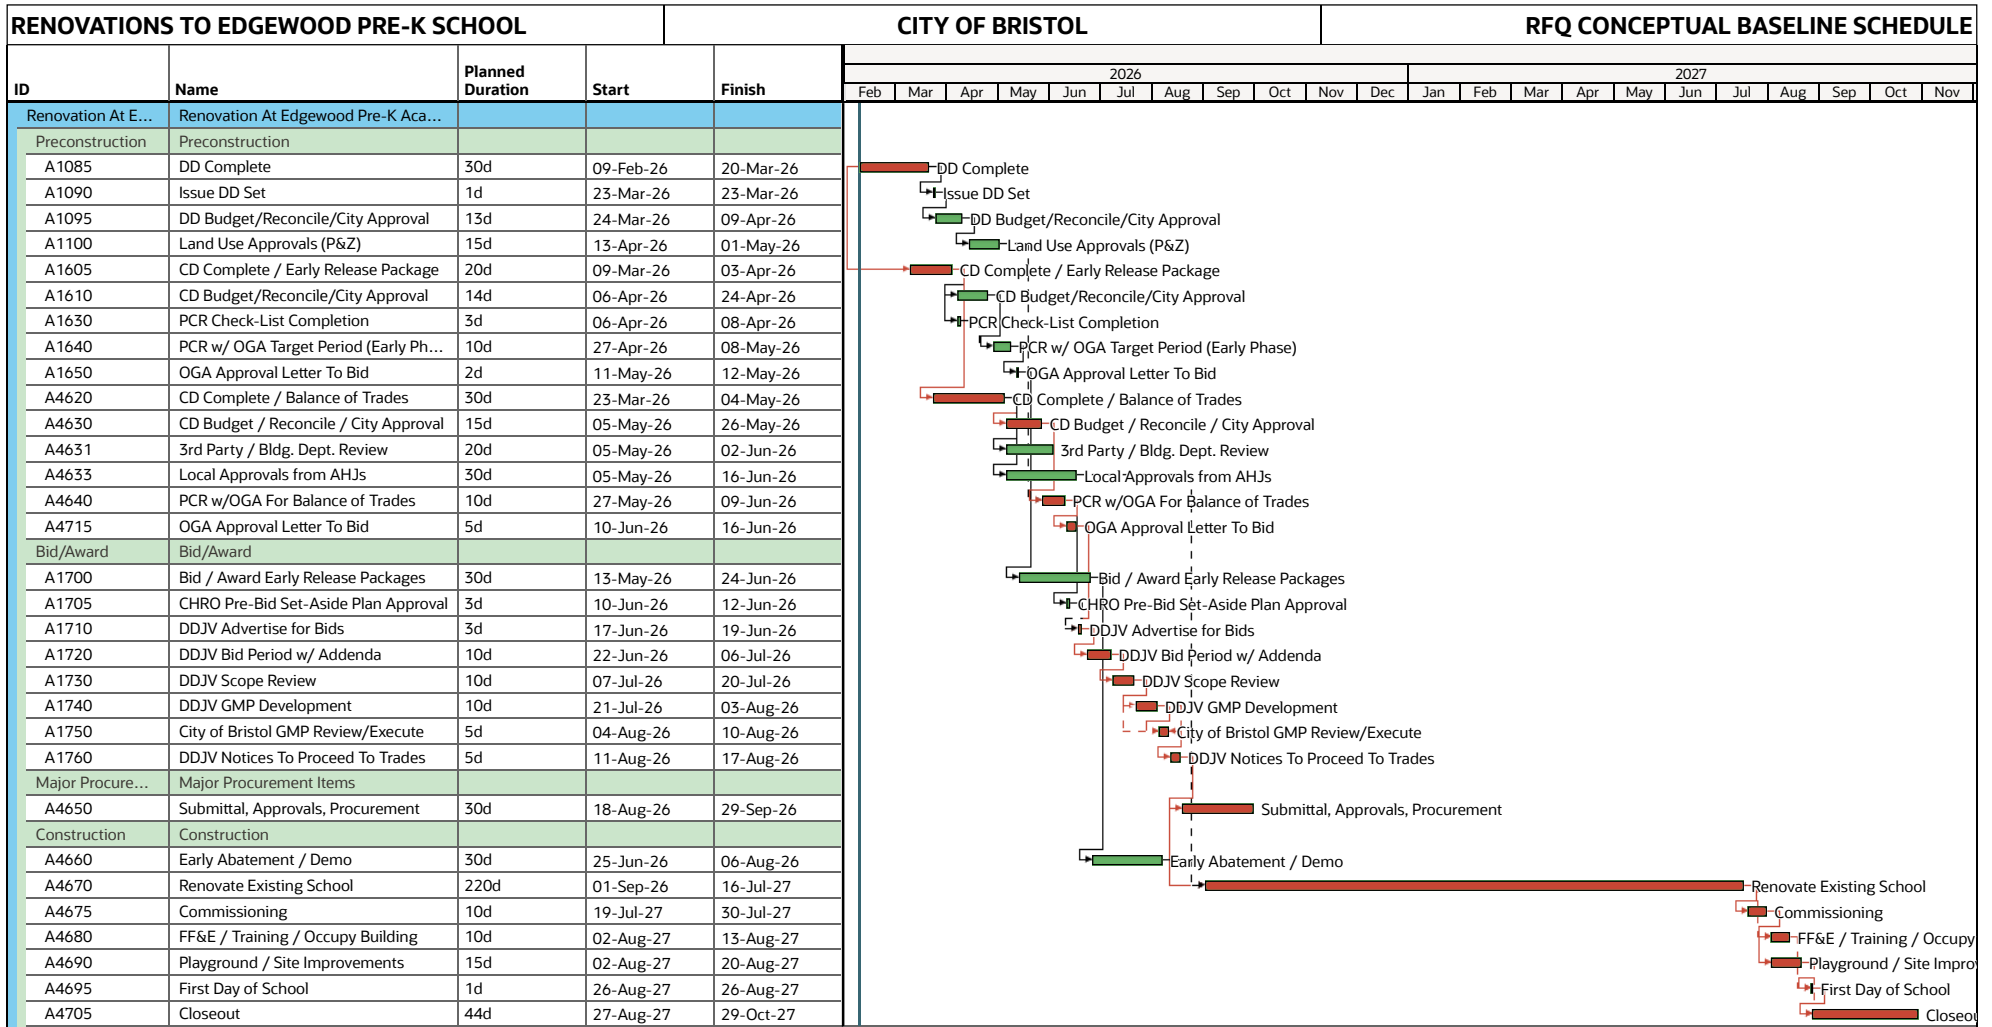 RENOVATIONS TO EDGEWOOD PRE-K SCHOOL CITY OF BRISTOL RFQ CONCEPTUAL BASELINE SCHEDULE
ID Name Planned Duration Start Finish
2026 2027
Feb Mar Apr May Jun Jul Aug Sep Oct Nov Dec Jan Feb Mar Apr May Jun Jul Aug Sep Oct Nov
Renovation At E... Renovation At Edgewood Pre-K Aca...
Preconstruction Preconstruction
A1085 DD Complete 30d 09-Feb-26 20-Mar-26 DD Complete
A1090 Issue DD Set 1d 23-Mar-26 23-Mar-26 Issue DD Set
A1095 DD Budget/Reconcile/City Approval 13d 24-Mar-26 09-Apr-26 DD Budget/Reconcile/City Approval
A1100 Land Use Approvals (P&Z) 15d 13-Apr-26 01-May-26 Land Use Approvals (P&Z)
A1605 CD Complete / Early Release Package 20d 09-Mar-26 03-Apr-26 CD Complete / Early Release Package
A1610 CD Budget/Reconcile/City Approval 14d 06-Apr-26 24-Apr-26 CD Budget/Reconcile/City Approval
A1630 PCR Check-List Completion 3d 06-Apr-26 08-Apr-26 PCR Check-List Completion
A1640 PCR w/ OGA Target Period (Early Ph... 10d 27-Apr-26 08-May-26 PCR w/ OGA Target Period (Early Phase)
A1650 OGA Approval Letter To Bid 2d 11-May-26 12-May-26 OGA Approval Letter To Bid
A4620 CD Complete / Balance of Trades 30d 23-Mar-26 04-May-26 CD Complete / Balance of Trades
A4630 CD Budget / Reconcile / City Approval 15d 05-May-26 26-May-26 CD Budget / Reconcile / City Approval
A4631 3rd Party / Bldg. Dept. Review 20d 05-May-26 02-Jun-26 3rd Party / Bldg. Dept. Review
A4633 Local Approvals from AHJs 30d 05-May-26 16-Jun-26 Local Approvals from AHJs
A4640 PCR w/OGA For Balance of Trades 10d 27-May-26 09-Jun-26 PCR w/OGA For Balance of Trades
A4715 OGA Approval Letter To Bid 5d 10-Jun-26 16-Jun-26 OGA Approval Letter To Bid
Bid/Award Bid/Award
A1700 Bid / Award Early Release Packages 30d 13-May-26 24-Jun-26 Bid / Award Early Release Packages
A1705 CHRO Pre-Bid Set-Aside Plan Approval 3d 10-Jun-26 12-Jun-26 CHRO Pre-Bid Set-Aside Plan Approval
A1710 DDJV Advertise for Bids 3d 17-Jun-26 19-Jun-26 DDJV Advertise for Bids
A1720 DDJV Bid Period w/ Addenda 10d 22-Jun-26 06-Jul-26 DDJV Bid Period w/ Addenda
A1730 DDJV Scope Review 10d 07-Jul-26 20-Jul-26 DDJV Scope Review
A1740 DDJV GMP Development 10d 21-Jul-26 03-Aug-26 DDJV GMP Development
A1750 City of Bristol GMP Review/Execute 5d 04-Aug-26 10-Aug-26 City of Bristol GMP Review/Execute
A1760 DDJV Notices To Proceed To Trades 5d 11-Aug-26 17-Aug-26 DDJV Notices To Proceed To Trades
Major Procure... Major Procurement Items
A4650 Submittal, Approvals, Procurement 30d 18-Aug-26 29-Sep-26 Submittal, Approvals, Procurement
Construction Construction
A4660 Early Abatement / Demo 30d 25-Jun-26 06-Aug-26 Early Abatement / Demo
A4670 Renovate Existing School 220d 01-Sep-26 16-Jul-27 Renovate Existing School
A4675 Commissioning 10d 19-Jul-27 30-Jul-27 Commissioning
A4680 FF&E / Training / Occupy Building 10d 02-Aug-27 13-Aug-27 FF&E / Training / Occupy
A4690 Playground / Site Improvements 15d 02-Aug-27 20-Aug-27 Playground / Site Impro
A4695 First Day of School 1d 26-Aug-27 26-Aug-27 First Day of School
A4705 Closeout 44d 27-Aug-27 29-Oct-27 Closeou